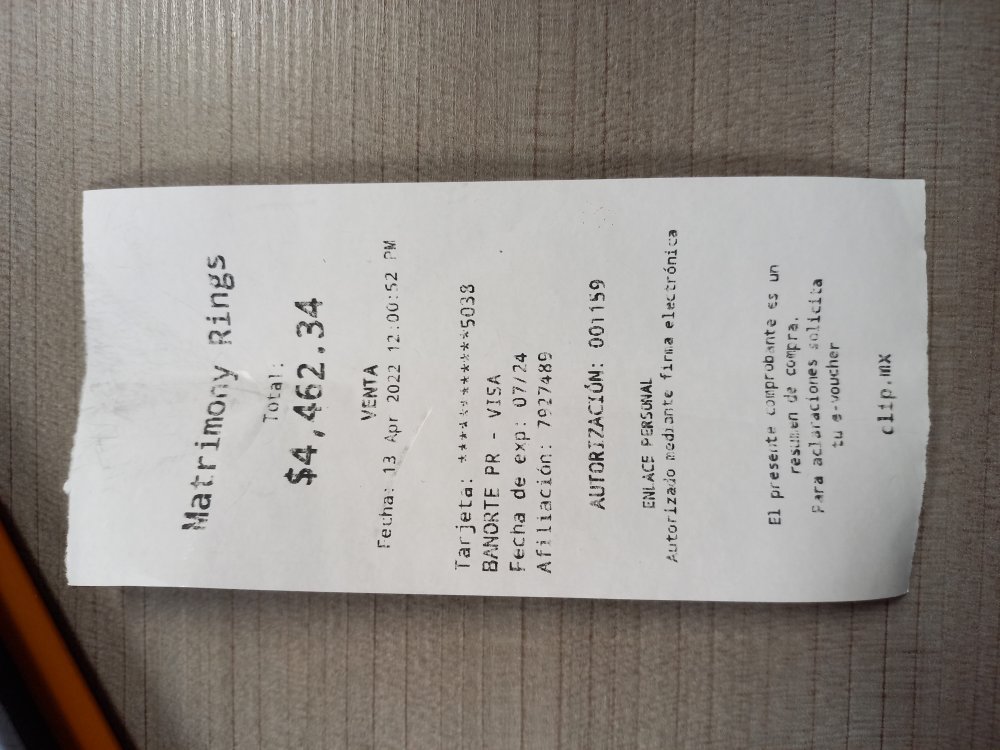 Matrimony Rings
Total:
$4,462.34
VENTA
Fecha: 13 Apr 2022 12:00:52 PM
Tarjeta: ************5038
BANORTE PR - VISA
Fecha de exp: 07/24
Afiliación: 7927489
AUTORIZACIÓN: 001159
ENLACE PERSONAL
Autorizado mediante firma electrónica
El presente comprobante es un
resumen de compra.
Para aclaraciones solicita
tu e-voucher
clip.mx